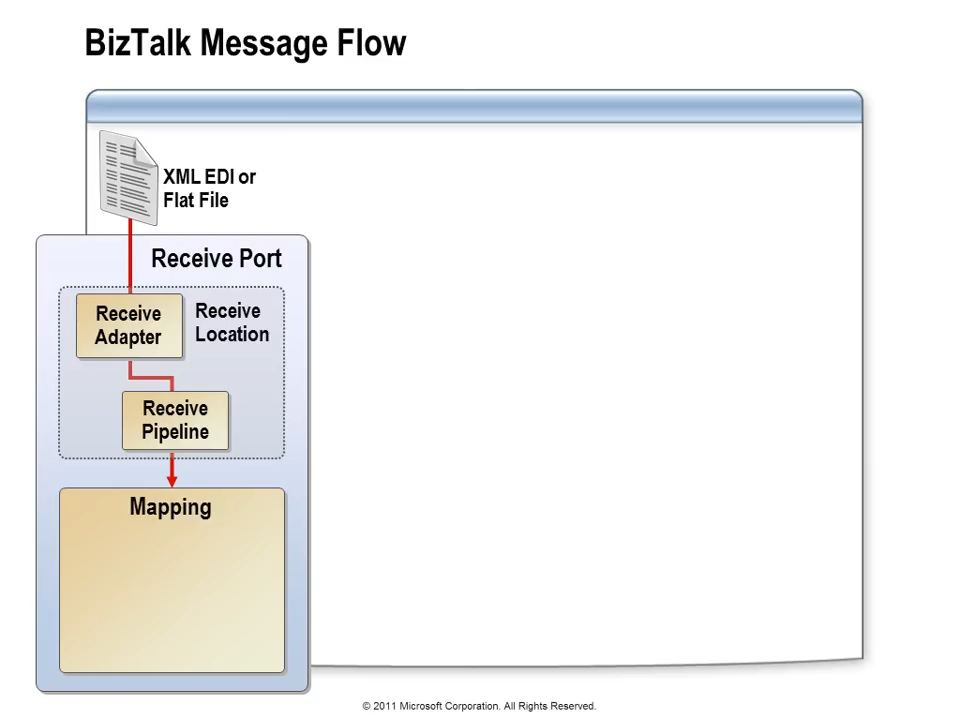 BizTalk Message Flow
XML EDI or
Flat File
Receive Port
Receive
Adapter
Receive
Location
Receive
Pipeline
Mapping
© 2011 Microsoft Corporation. All Rights Reserved.